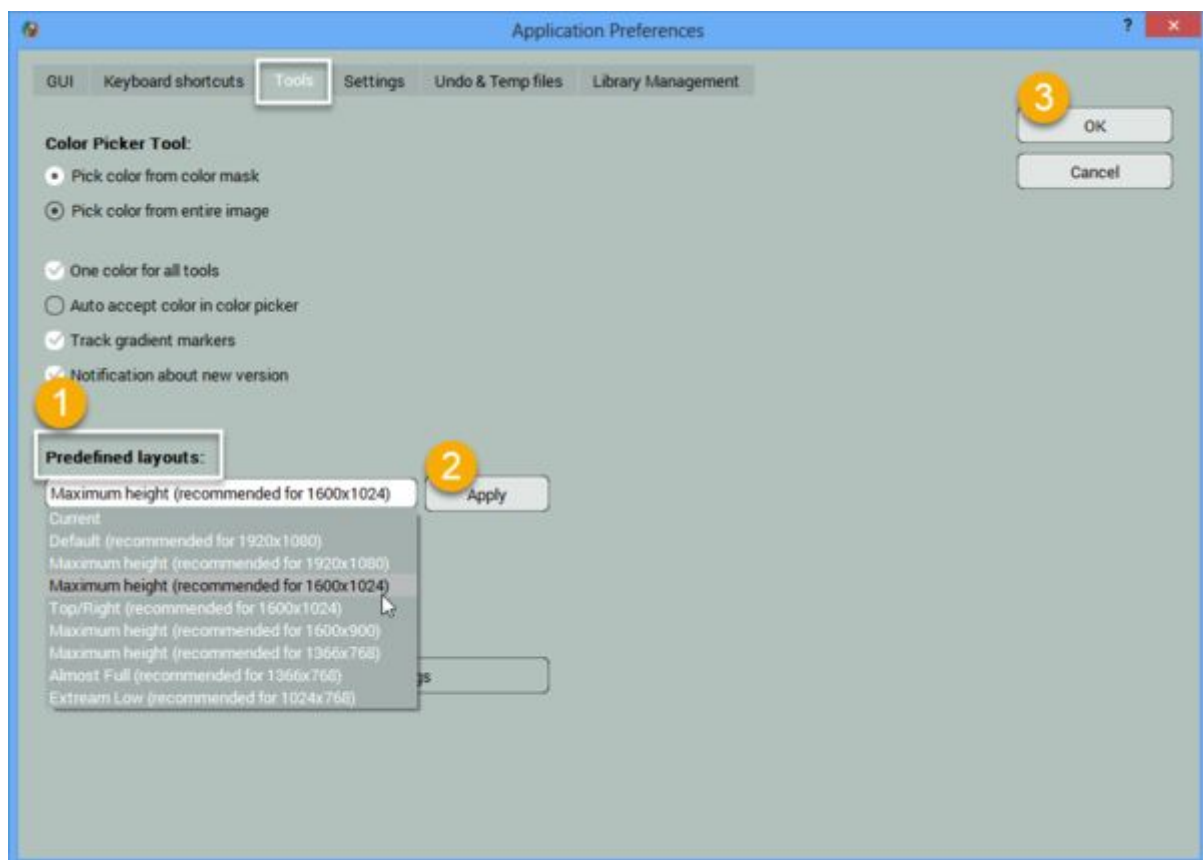 Application Preferences ?
GUI Keyboard shortcuts Tools Settings Undo & Temp files Library Management
3
OK
Cancel
Color Picker Tool:
Pick color from color mask
Pick color from entire image
One color for all tools
Auto accept color in color picker
Track gradient markers
Notification about new version
1
Predefined layouts:
2
Maximum height (recommended for 1600x1024) Apply
Current
Default (recommended for 1920x1080)
Maximum height (recommended for 1920x1080)
Maximum height (recommended for 1600x1024)
Top/Right (recommended for 1600x1024)
Maximum height (recommended for 1600x900)
Maximum height (recommended for 1366x768)
Almost Full (recommended for 1366x768)
Extream Low (recommended for 1024x768)